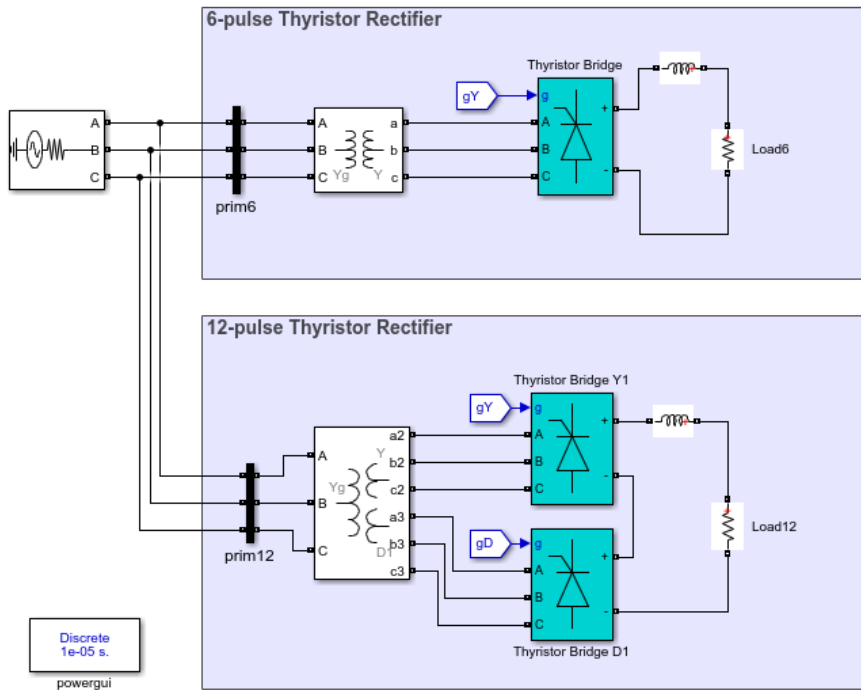 6-pulse Thyristor Rectifier
Thyristor Bridge
gY
g
A
B
C
A
B
C
a
b
c
A
B
C
+
-
Yg
Y
Load6
prim6
12-pulse Thyristor Rectifier
Thyristor Bridge Y1
gY
g
A
B
C
+
-
A
B
C
Yg
Y
D1
a2
b2
c2
a3
b3
c3
gD
g
A
B
C
+
-
Load12
prim12
Thyristor Bridge D1
Discrete
1e-05 s.
powergui